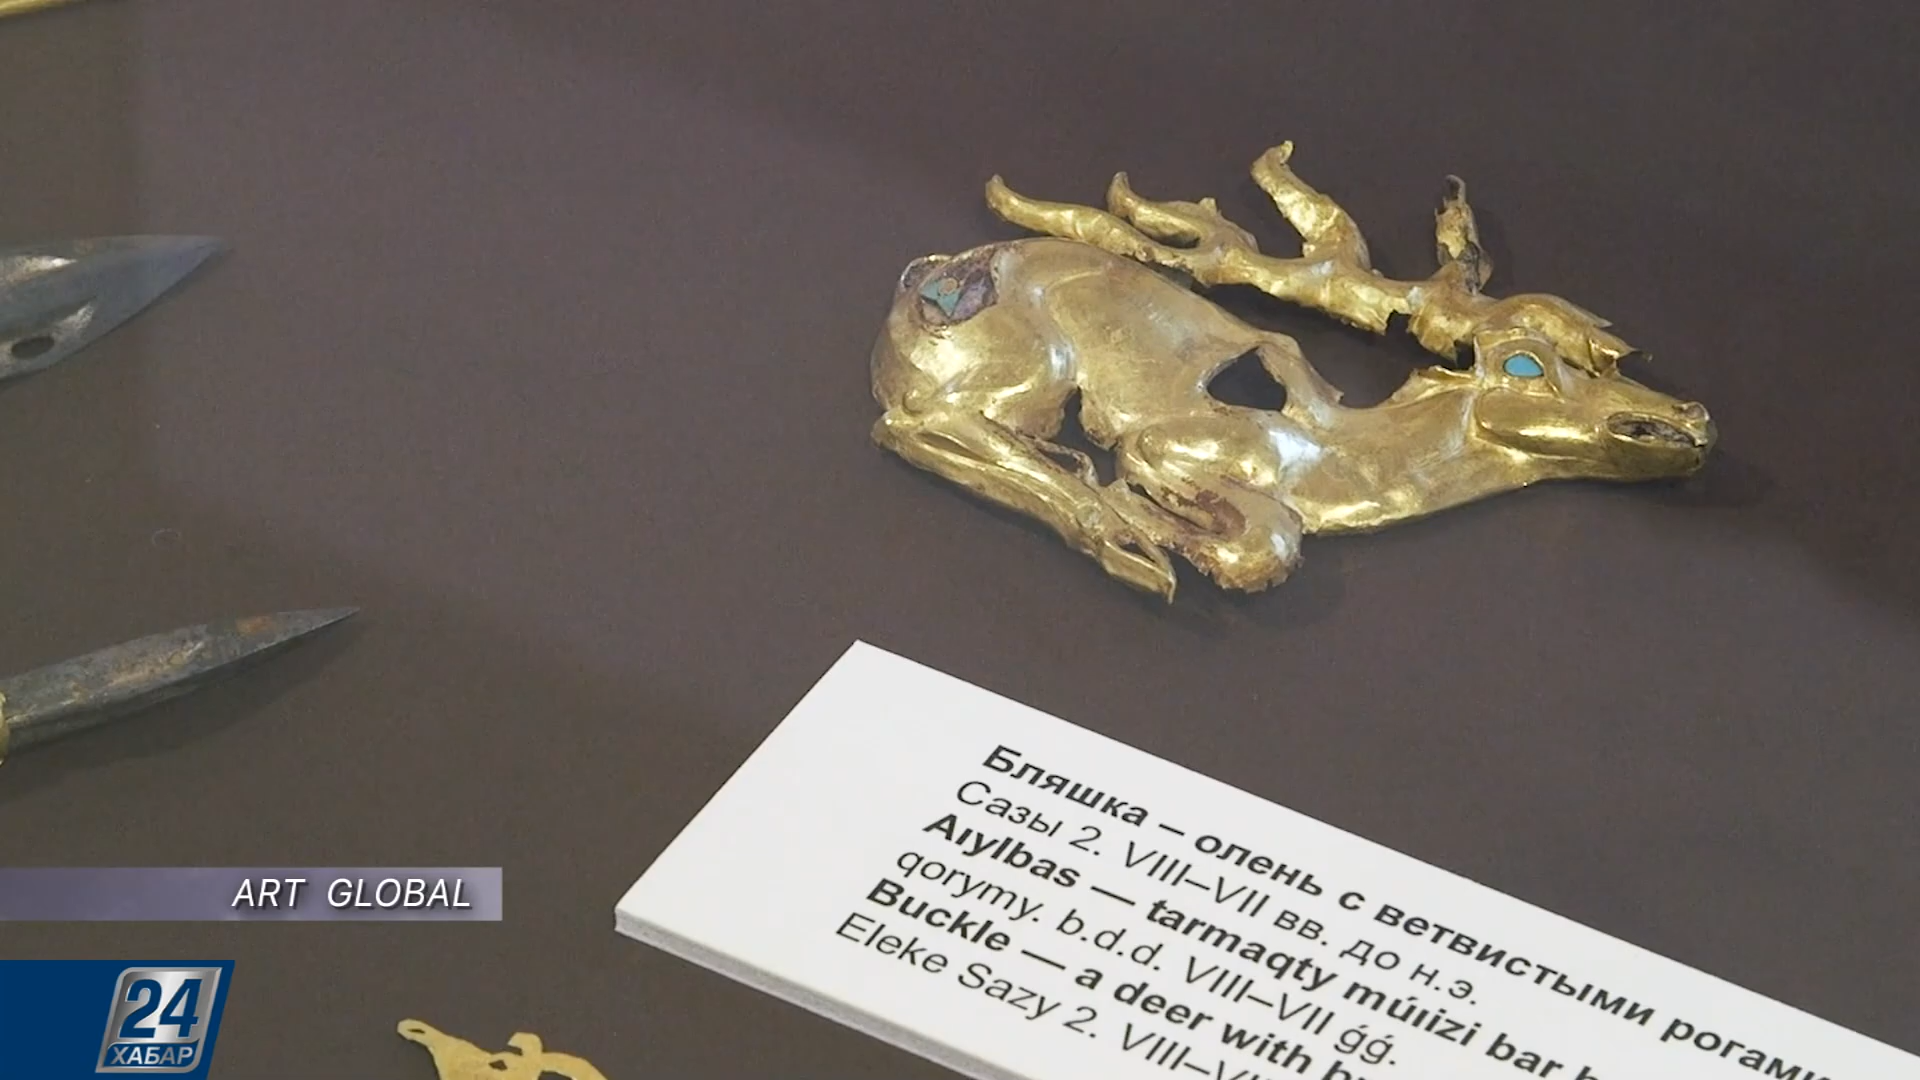 Бляшка – олень с ветвистыми рогами
Сазы 2. VIII–VII вв. до н.э.
Aıylbas — tarmaqty múıizi bar
qorymy. b.d.d. VIII–VII ǵǵ.
Buckle — a deer with
Eleke Sazy 2. VIII–
ART GLOBAL
24
ХАБАР